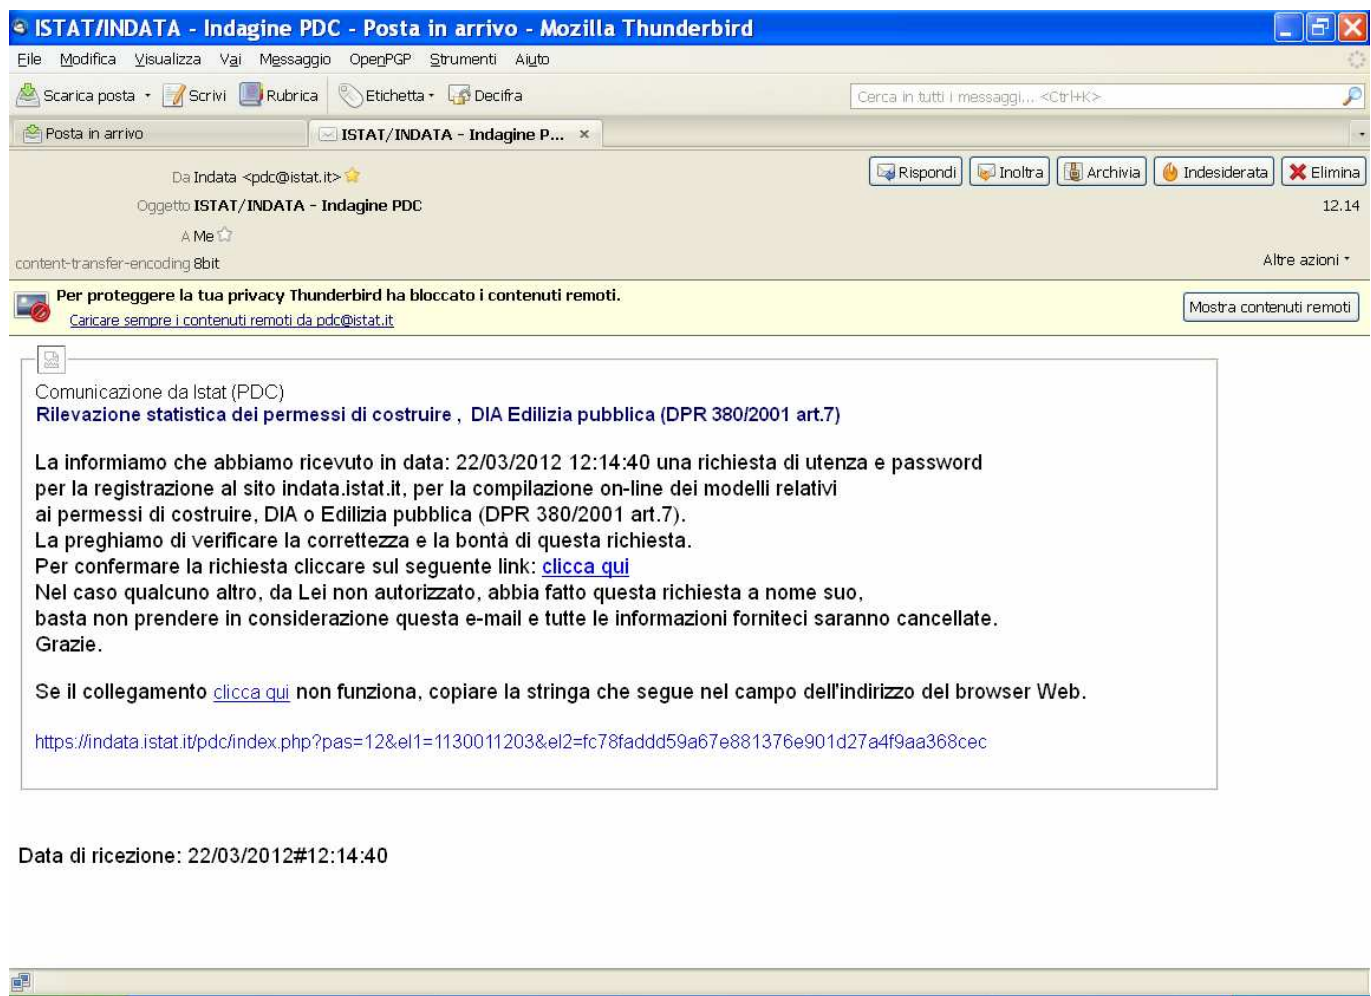 ISTAT/INDATA - Indagine PDC - Posta in arrivo - Mozilla Thunderbird
File Modifica Visualizza Vai Messaggio OpenPGP Strumenti Aiuto
Scarica posta Scrivi Rubrica Etichetta Decifra Cerca in tutti i messaggi... <Ctrl+K>
Posta in arrivo ISTAT/INDATA - Indagine P...
Da Indata <pdc@istat.it> Rispondi Inoltra Archivia Indesiderata Elimina
Oggetto ISTAT/INDATA - Indagine PDC 12.14
A Me
content-transfer-encoding 8bit Altre azioni
Per proteggere la tua privacy Thunderbird ha bloccato i contenuti remoti.
Caricare sempre i contenuti remoti da pdc@istat.it
Mostra contenuti remoti
Comunicazione da Istat (PDC)
Rilevazione statistica dei permessi di costruire , DIA Edilizia pubblica (DPR 380/2001 art.7)
La informiamo che abbiamo ricevuto in data: 22/03/2012 12:14:40 una richiesta di utenza e password
per la registrazione al sito indata.istat.it, per la compilazione on-line dei modelli relativi
ai permessi di costruire, DIA o Edilizia pubblica (DPR 380/2001 art.7).
La preghiamo di verificare la correttezza e la bontà di questa richiesta.
Per confermare la richiesta cliccare sul seguente link: clicca qui
Nel caso qualcuno altro, da Lei non autorizzato, abbia fatto questa richiesta a nome suo,
basta non prendere in considerazione questa e-mail e tutte le informazioni forniteci saranno cancellate.
Grazie.
Se il collegamento clicca qui non funziona, copiare la stringa che segue nel campo dell'indirizzo del browser Web.
https://indata.istat.it/pdc/index.php?pas=12&el1=1130011203&el2=fc78faddd59a67e881376e901d27a4f9aa368cec
Data di ricezione: 22/03/2012#12:14:40